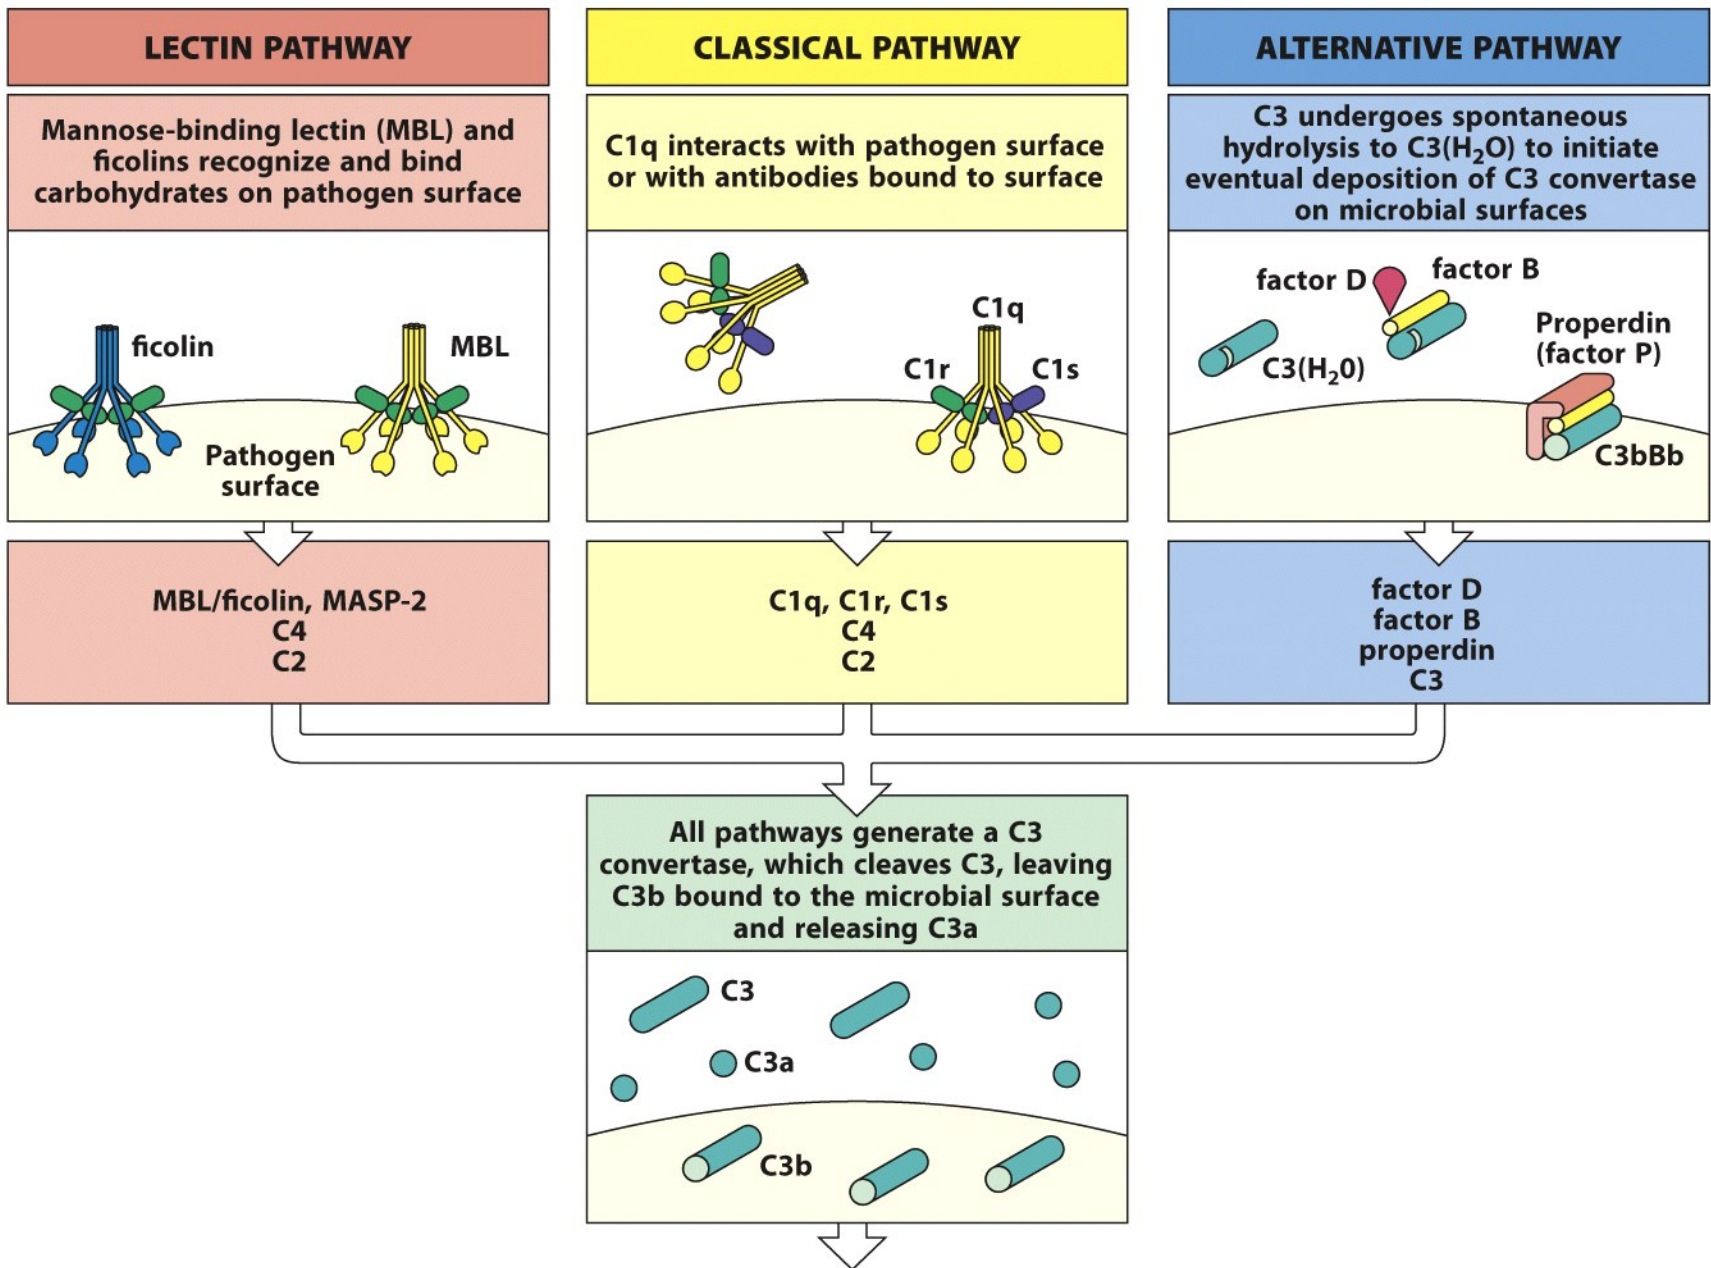 LECTIN PATHWAY
Mannose-binding lectin (MBL) and
ficolins recognize and bind
carbohydrates on pathogen surface
ficolin
MBL
Pathogen
surface
MBL/ficolin, MASP-2
C4
C2
CLASSICAL PATHWAY
C1q interacts with pathogen surface
or with antibodies bound to surface
C1q
C1r
C1s
C1q, C1r, C1s
C4
C2
ALTERNATIVE PATHWAY
C3 undergoes spontaneous
hydrolysis to C3(H₂O) to initiate
eventual deposition of C3 convertase
on microbial surfaces
factor D
factor B
C3(H₂0)
Properdin
(factor P)
C3bBb
factor D
factor B
properdin
C3
All pathways generate a C3
convertase, which cleaves C3, leaving
C3b bound to the microbial surface
and releasing C3a
C3
C3a
C3b